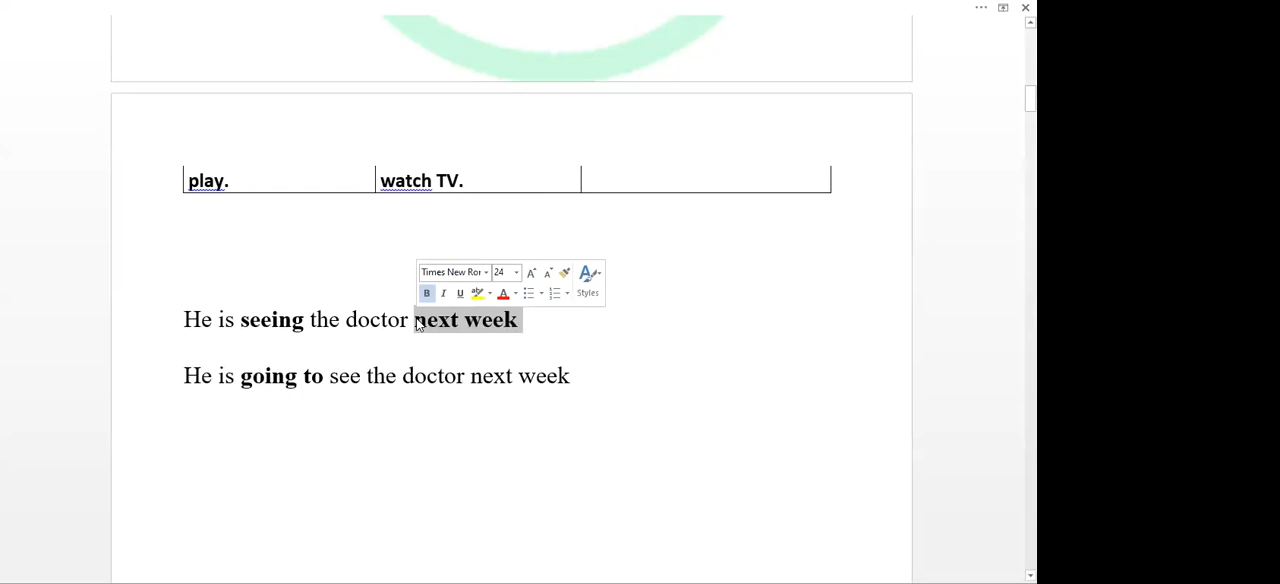 play. watch TV.
Times New Ror 24
B I U aby A Styles
He is seeing the doctor next week
He is going to see the doctor next week